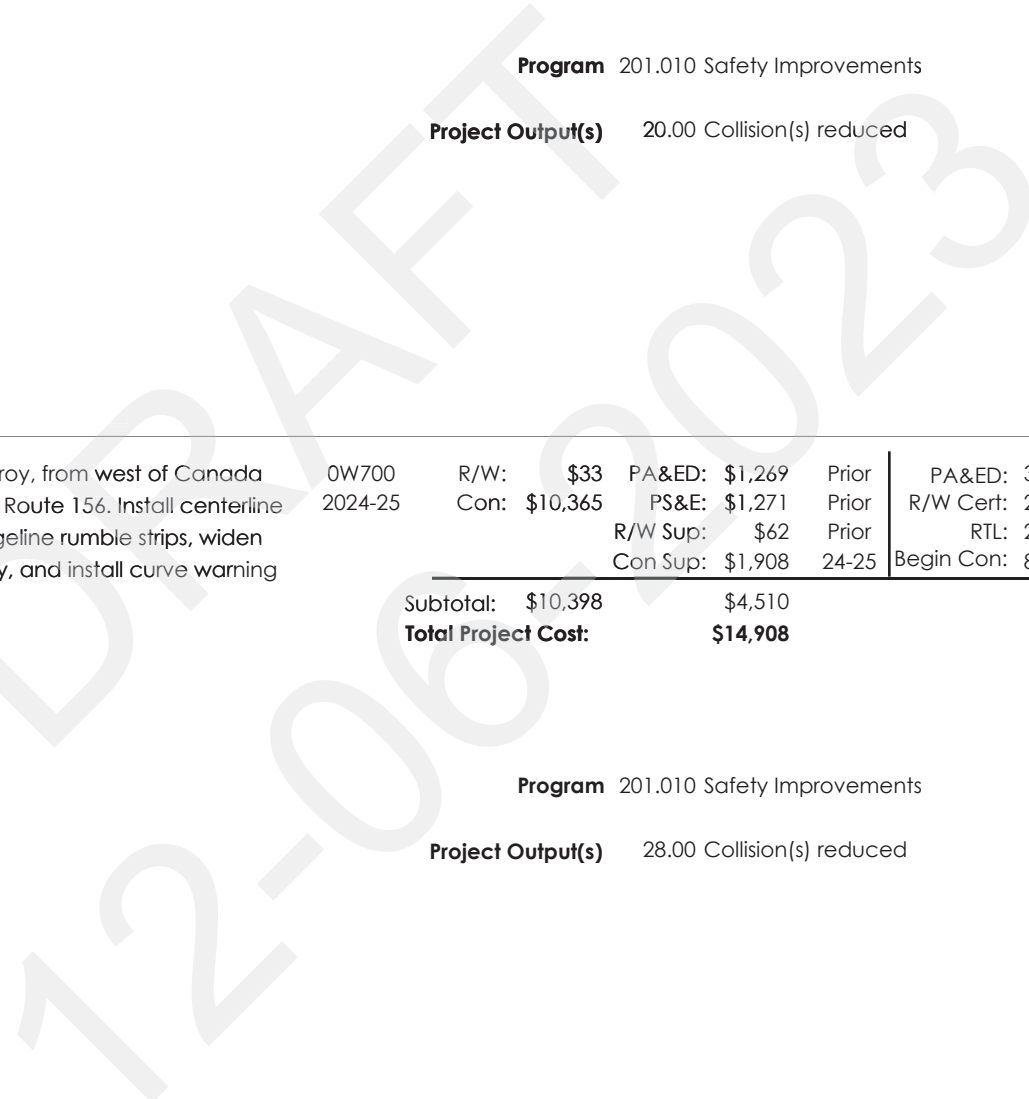 Program 201.010 Safety Improvements
Project Output(s) 20.00 Collision(s) reduced
roy, from west of Canada 0W700 R/W: $33 PA&ED: $1,269 Prior PA&ED:
Route 156. Install centerline 2024-25 Con: $10,365 PS&E: $1,271 Prior R/W Cert: 2
geline rumble strips, widen R/W Sup: $62 Prior RTL: 2
y, and install curve warning Con Sup: $1,908 24-25 Begin Con: 8
Subtotal: $10,398 $4,510
Total Project Cost: $14,908
Program 201.010 Safety Improvements
Project Output(s) 28.00 Collision(s) reduced
DRAFT
12-06-2023